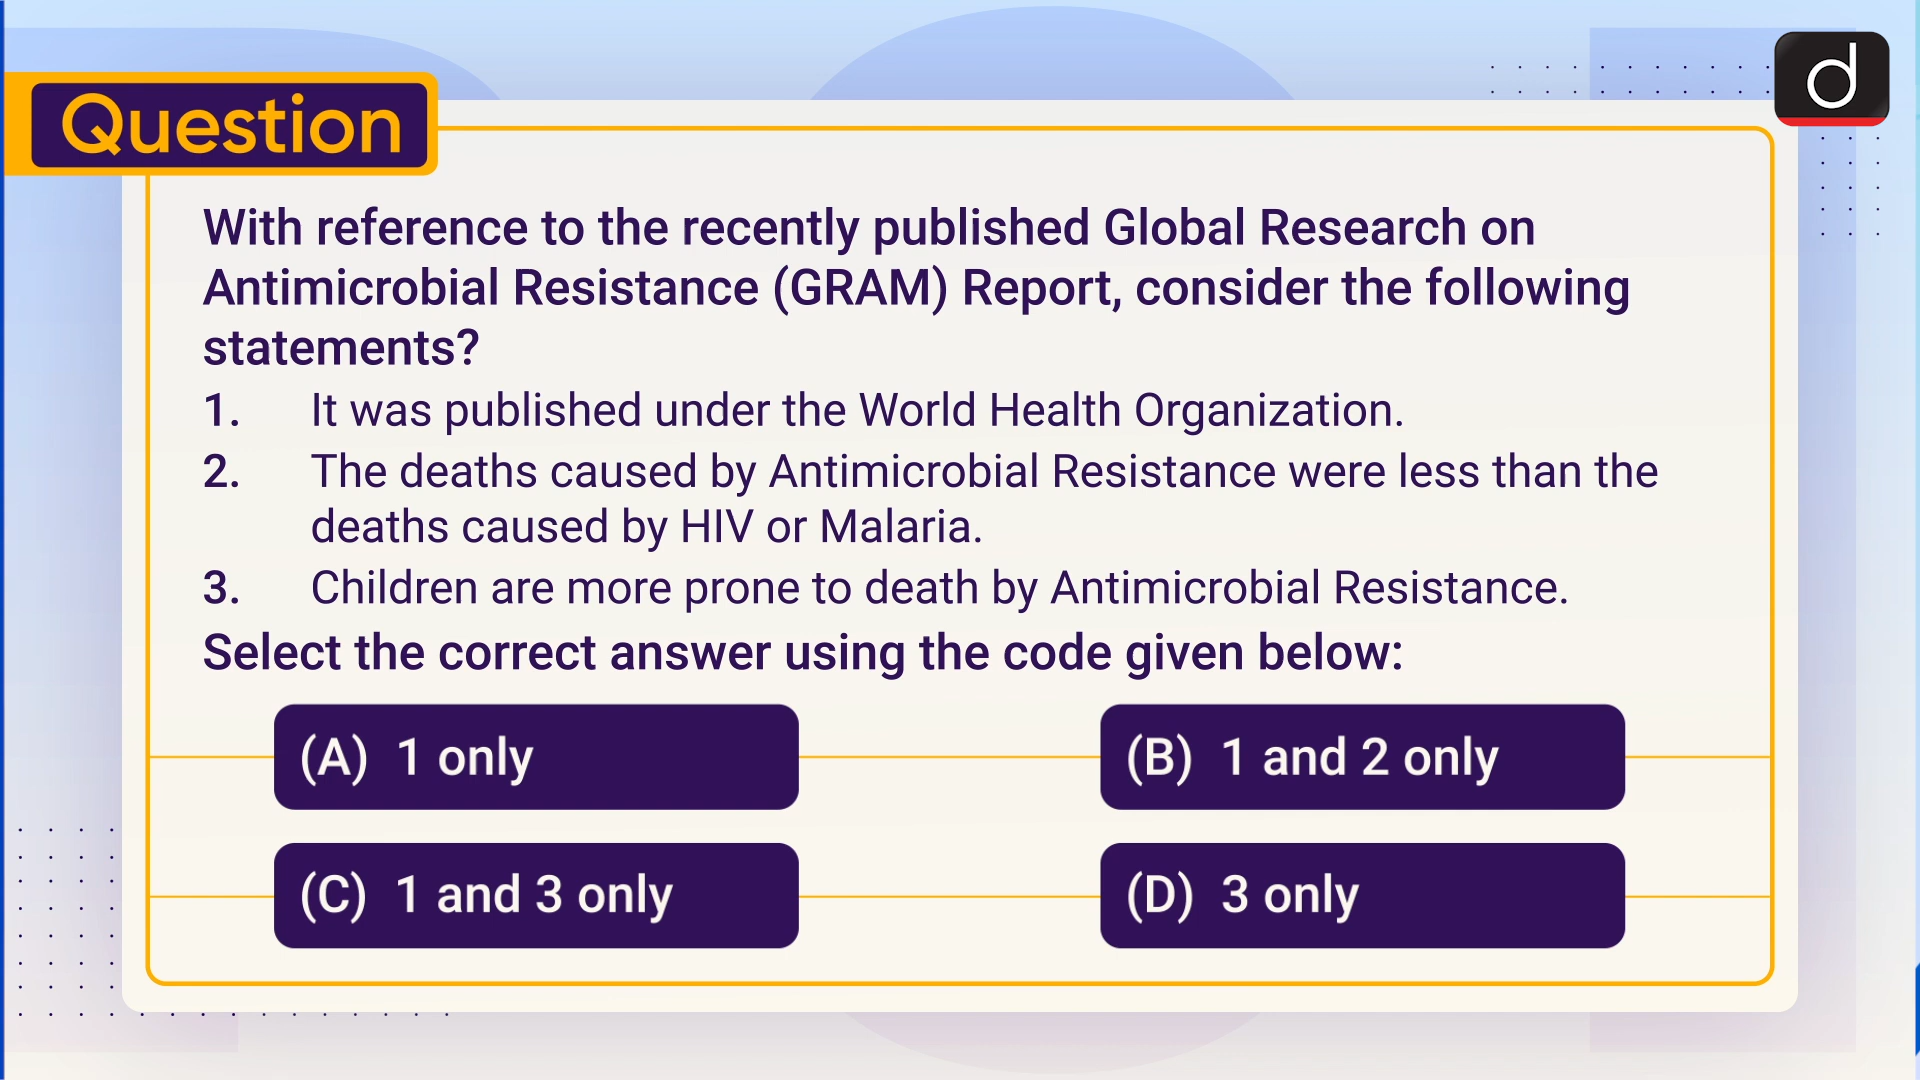 Question
d
With reference to the recently published Global Research on
Antimicrobial Resistance (GRAM) Report, consider the following
statements?
1. It was published under the World Health Organization.
2. The deaths caused by Antimicrobial Resistance were less than the
deaths caused by HIV or Malaria.
3. Children are more prone to death by Antimicrobial Resistance.
Select the correct answer using the code given below:
(A) 1 only
(B) 1 and 2 only
(C) 1 and 3 only
(D) 3 only